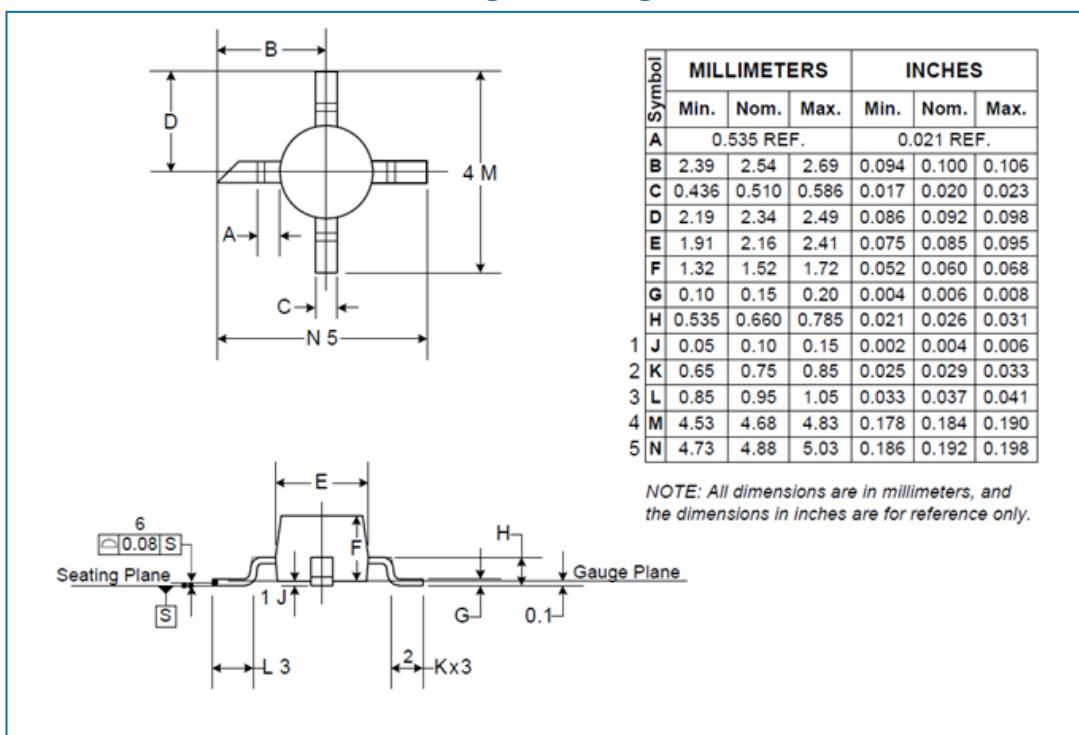 B
D
4 M
A
C
N 5
Symbol MILLIMETERS INCHES
Min. Nom. Max. Min. Nom. Max.
A 0.535 REF. 0.021 REF.
B 2.39 2.54 2.69 0.094 0.100 0.106
C 0.436 0.510 0.586 0.017 0.020 0.023
D 2.19 2.34 2.49 0.086 0.092 0.098
E 1.91 2.16 2.41 0.075 0.085 0.095
F 1.32 1.52 1.72 0.052 0.060 0.068
G 0.10 0.15 0.20 0.004 0.006 0.008
H 0.535 0.660 0.785 0.021 0.026 0.031
1 J 0.05 0.10 0.15 0.002 0.004 0.006
2 K 0.65 0.75 0.85 0.025 0.029 0.033
3 L 0.85 0.95 1.05 0.033 0.037 0.041
4 M 4.53 4.68 4.83 0.178 0.184 0.190
5 N 4.73 4.88 5.03 0.186 0.192 0.198
NOTE: All dimensions are in millimeters, and
the dimensions in inches are for reference only.
E
6
⌓ 0.08 S
F
H
Seating Plane
Gauge Plane
1 J
S
G
0.1
L 3
2
Kx3